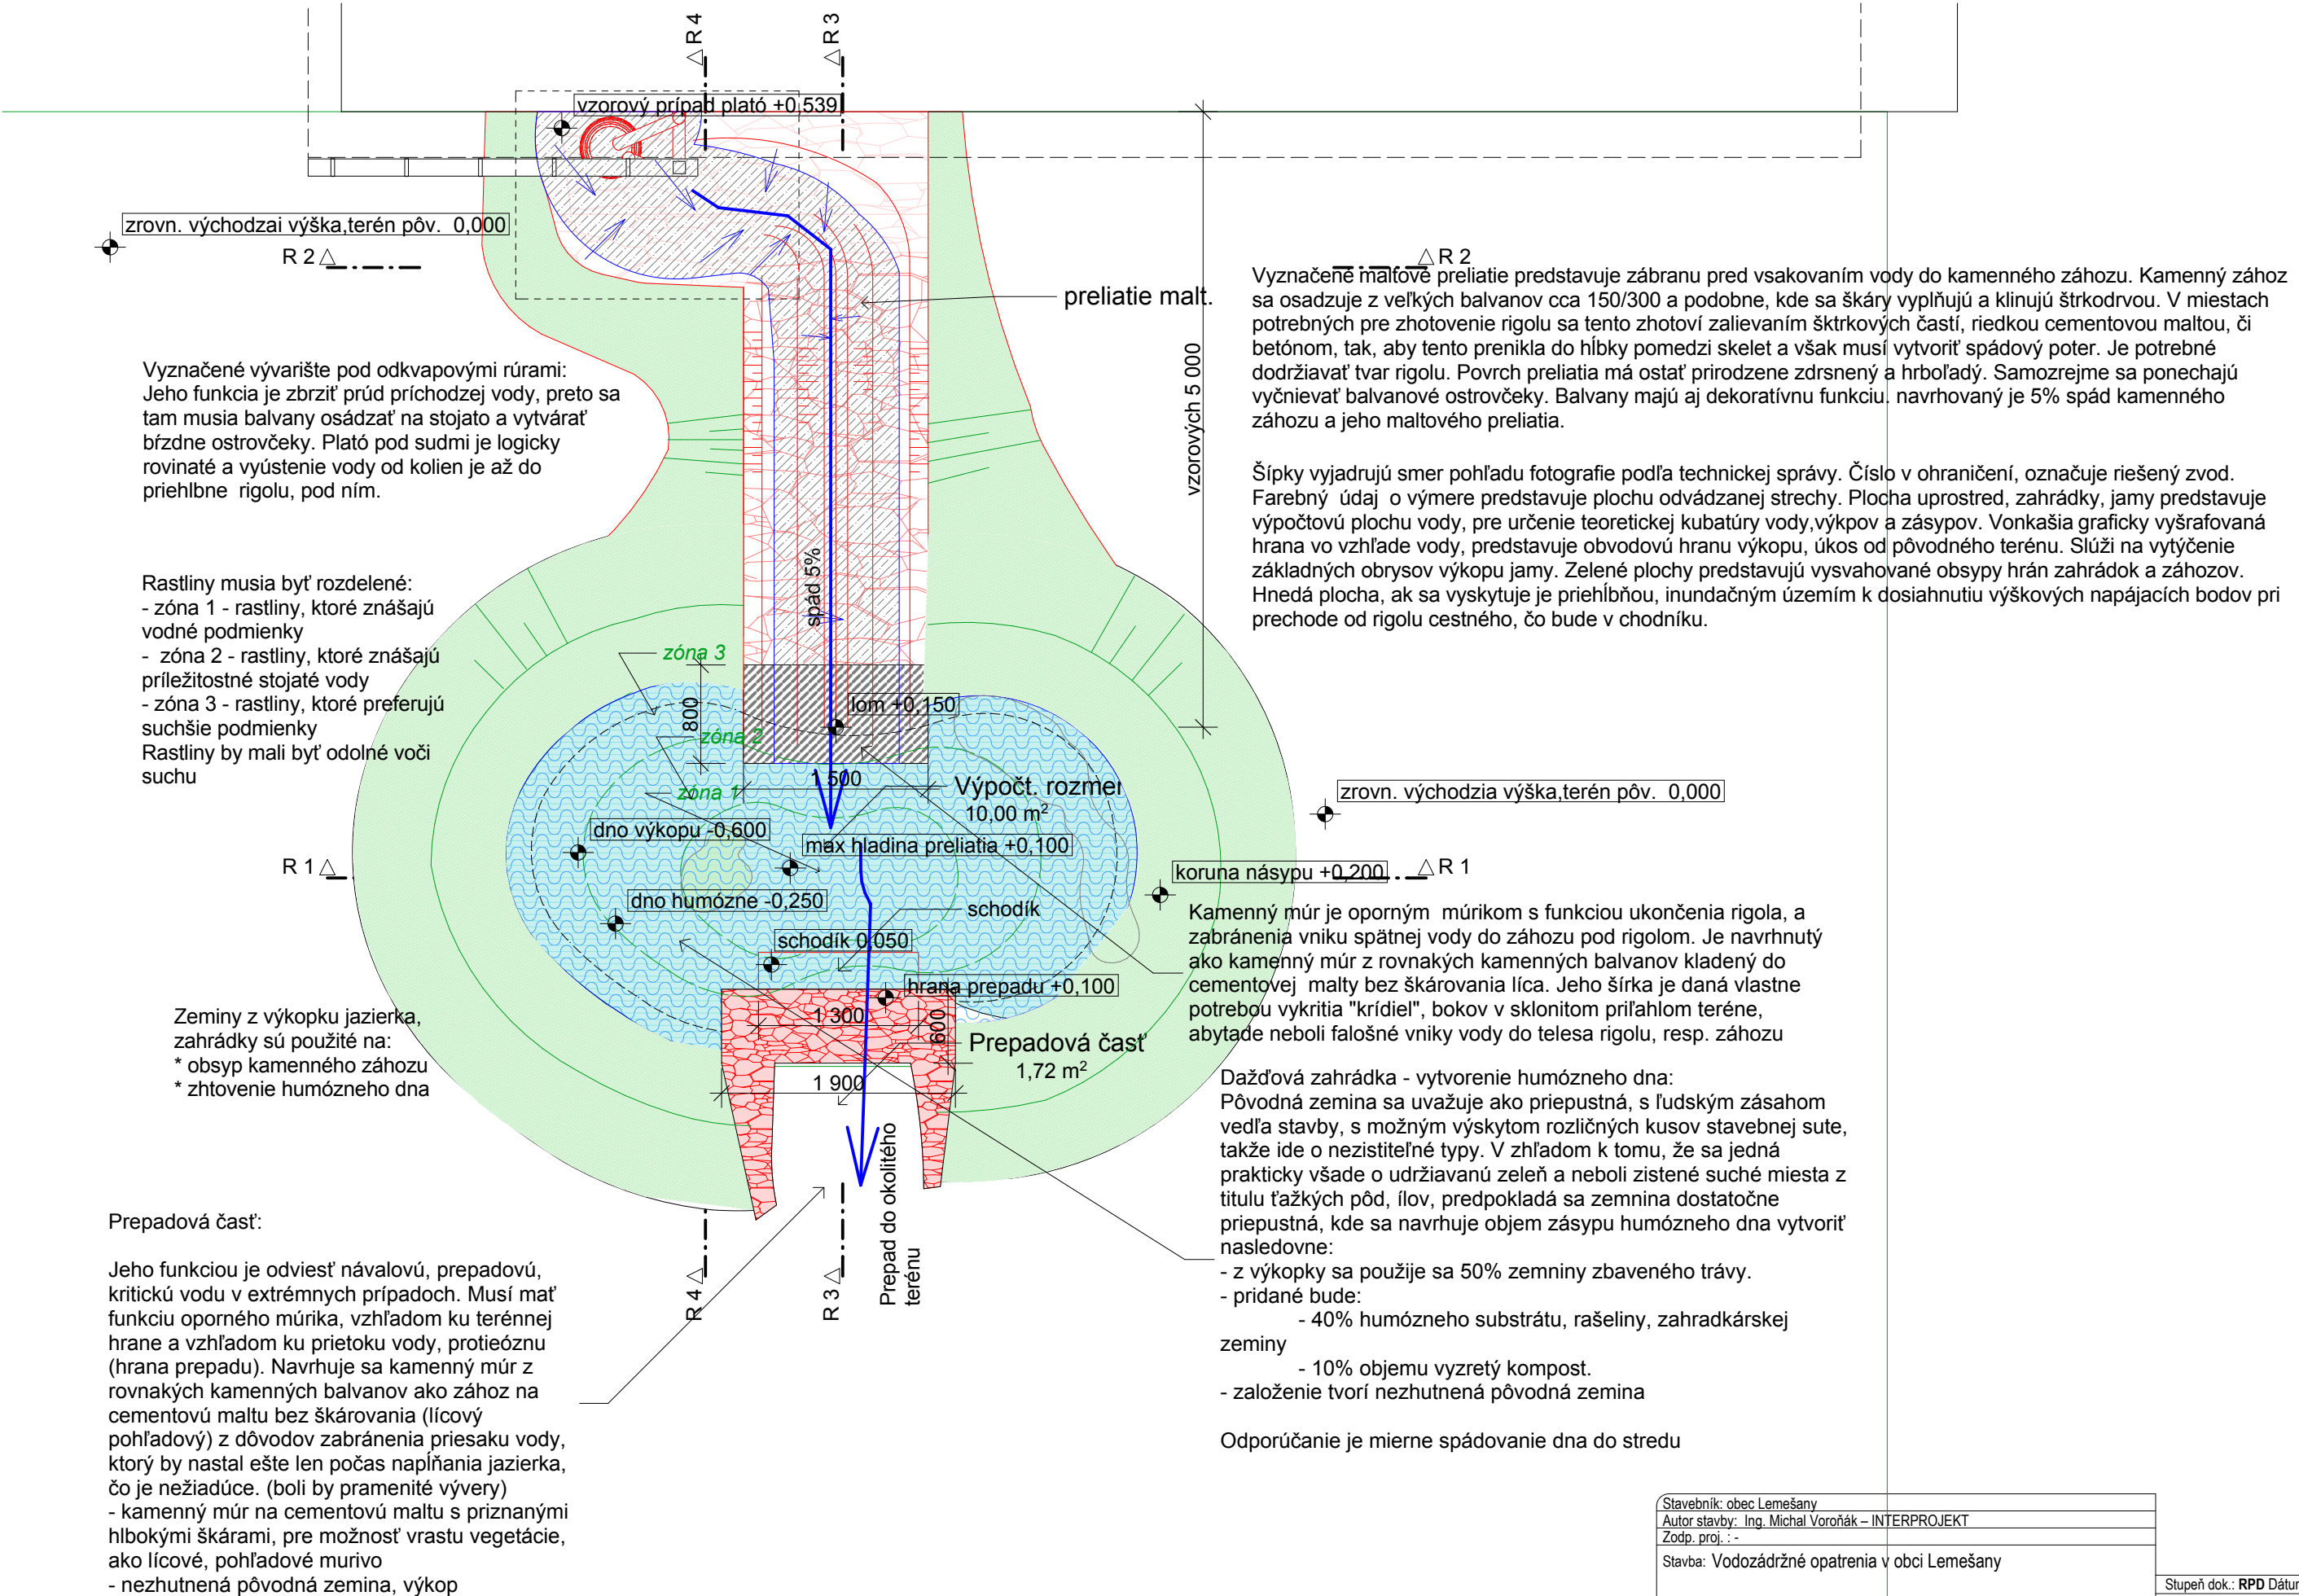 R 4
R 3
vzorový prípad plató +0,539
zrovn. východzai výška,terén pôv. 0,000
R 2
R 2
preliatie malt.
vzorových 5 000
Vyznačené maltové preliatie predstavuje zábranu pred vsakovaním vody do kamenného záhozu. Kamenný zához
sa osadzuje z veľkých balvanov cca 150/300 a podobne, kde sa škáry vyplňujú a klinujú štrkodrvou. V miestach
potrebných pre zhotovenie rigolu sa tento zhotoví zalievaním šktrkových častí, riedkou cementovou maltou, či
betónom, tak, aby tento prenikla do hĺbky pomedzi skelet a však musí vytvoriť spádový poter. Je potrebné
dodržiavať tvar rigolu. Povrch preliatia má ostať prirodzene zdrsnený a hrboľadý. Samozrejme sa ponechajú
vyčnievať balvanové ostrovčeky. Balvany majú aj dekoratívnu funkciu. navrhovaný je 5% spád kamenného
záhozu a jeho maltového preliatia.
Šípky vyjadrujú smer pohľadu fotografie podľa technickej správy. Číslo v ohraničení, označuje riešený zvod.
Farebný údaj o výmere predstavuje plochu odvádzanej strechy. Plocha uprostred, zahrádky, jamy predstavuje
výpočtovú plochu vody, pre určenie teoretickej kubatúry vody,výkpov a zásypov. Vonkašia graficky vyšrafovaná
hrana vo vzhľade vody, predstavuje obvodovú hranu výkopu, úkos od pôvodného terénu. Slúži na vytýčenie
základných obrysov výkopu jamy. Zelené plochy predstavujú vysvahované obsypy hrán zahrádok a záhozov.
Hnedá plocha, ak sa vyskytuje je priehĺbňou, inundačným územím k dosiahnutiu výškových napájacích bodov pri
prechode od rigolu cestného, čo bude v chodníku.
Vyznačené vývarište pod odkvapovými rúrami:
Jeho funkcia je zbrziť prúd príchodzej vody, preto sa
tam musia balvany osádzať na stojato a vytvárať
bŕzdne ostrovčeky. Plató pod sudmi je logicky
rovinaté a vyústenie vody od kolien je až do
priehlbne rigolu, pod ním.
Rastliny musia byť rozdelené:
- zóna 1 - rastliny, ktoré znášajú
vodné podmienky
- zóna 2 - rastliny, ktoré znášajú
príležitostné stojaté vody
- zóna 3 - rastliny, ktoré preferujú
suchšie podmienky
Rastliny by mali byť odolné voči
suchu
spád 5%
zóna 3
800
lom +0,150
zóna 2
1 500
zóna 1
Výpočt. rozmer
10,00 m²
zrovn. východzia výška,terén pôv. 0,000
dno výkopu -0,600
max hladina preliatia +0,100
R 1
koruna násypu +0,200
R 1
dno humózne -0,250
schodík
schodík 0,050
hrana prepadu +0,100
1 300
600
Prepadová časť
1,72 m²
1 900
Prepad do okolitého
terénu
R 4
R 3
Kamenný múr je oporným múrikom s funkciou ukončenia rigola, a
zabránenia vniku spätnej vody do záhozu pod rigolom. Je navrhnutý
ako kamenný múr z rovnakých kamenných balvanov kladený do
cementovej malty bez škárovania líca. Jeho šírka je daná vlastne
potrebou vykritia "krídiel", bokov v sklonitom priľahlom teréne,
abytade neboli falošné vniky vody do telesa rigolu, resp. záhozu
Zeminy z výkopku jazierka,
zahrádky sú použité na:
* obsyp kamenného záhozu
* zhtovenie humózneho dna
Dažďová zahrádka - vytvorenie humózneho dna:
Pôvodná zemina sa uvažuje ako priepustná, s ľudským zásahom
vedľa stavby, s možným výskytom rozličných kusov stavebnej sute,
takže ide o nezistiteľné typy. V zhľadom k tomu, že sa jedná
prakticky všade o udržiavanú zeleň a neboli zistené suché miesta z
titulu ťažkých pôd, ílov, predpokladá sa zemnina dostatočne
priepustná, kde sa navrhuje objem zásypu humózneho dna vytvoriť
nasledovne:
- z výkopky sa použije sa 50% zemniny zbaveného trávy.
- pridané bude:
- 40% humózneho substrátu, rašeliny, zahradkárskej
zeminy
- 10% objemu vyzretý kompost.
- založenie tvorí nezhutnená pôvodná zemina
Odporúčanie je mierne spádovanie dna do stredu
Prepadová časť:
Jeho funkciou je odviesť návalovú, prepadovú,
kritickú vodu v extrémnych prípadoch. Musí mať
funkciu oporného múrika, vzhľadom ku terénnej
hrane a vzhľadom ku prietoku vody, protieóznu
(hrana prepadu). Navrhuje sa kamenný múr z
rovnakých kamenných balvanov ako zához na
cementovú maltu bez škárovania (lícový
pohľadový) z dôvodov zabránenia priesaku vody,
ktorý by nastal ešte len počas napĺňania jazierka,
čo je nežiadúce. (boli by pramenité vývery)
- kamenný múr na cementovú maltu s priznanými
hlbokými škárami, pre možnosť vrastu vegetácie,
ako lícové, pohľadové murivo
- nezhutnená pôvodná zemina, výkop
Stavebník: obec Lemešany
Autor stavby: Ing. Michal Voroňák – INTERPROJEKT
Zodp. proj. : -
Stavba: Vodozádržné opatrenia v obci Lemešany
Stupeň dok.: RPD Dátum